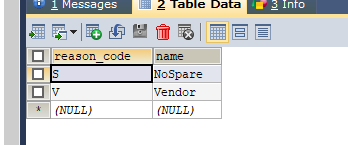 1 Messages 2 Table Data 3 Info
reason_code name
S NoSpare
V Vendor
* (NULL) (NULL)